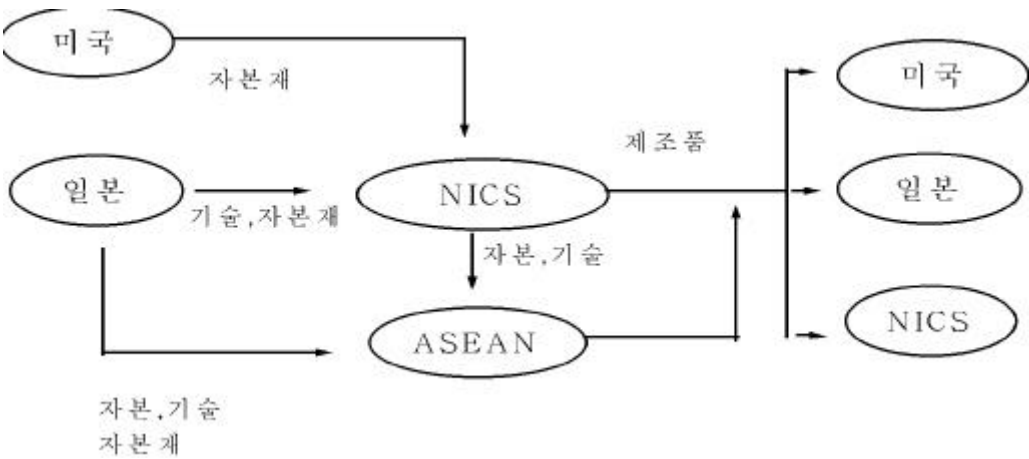 미국
자본재
미국
제조품
일본
기술,자본재
NICS
일본
자본,기술
ASEAN
NICS
자본,기술
자본재